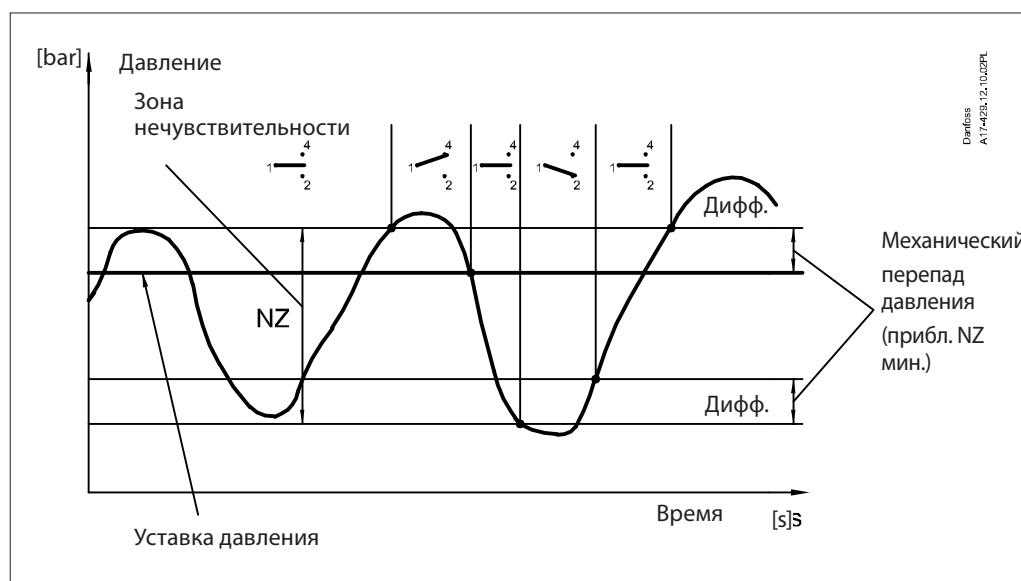 [bar]
Давление
Зона
нечувствительности
Danfoss
A17-429.12.10.02PL
4
1
2
4
1
2
4
1
2
4
1
2
4
1
2
Дифф.
Механический
перепад
давления
(прибл. NZ
мин.)
NZ
Дифф.
Время
[s]s
Уставка давления